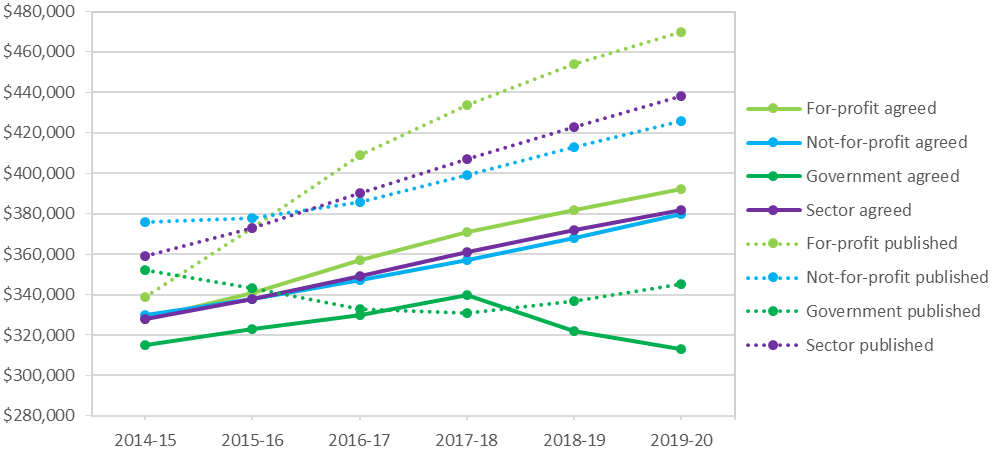 $480,000
$460,000
$440,000
$420,000
$400,000
$380,000
$360,000
$340,000
$320,000
$300,000
$280,000
2014-15 2015-16 2016-17 2017-18 2018-19 2019-20
For-profit agreed
Not-for-profit agreed
Government agreed
Sector agreed
For-profit published
Not-for-profit published
Government published
Sector published